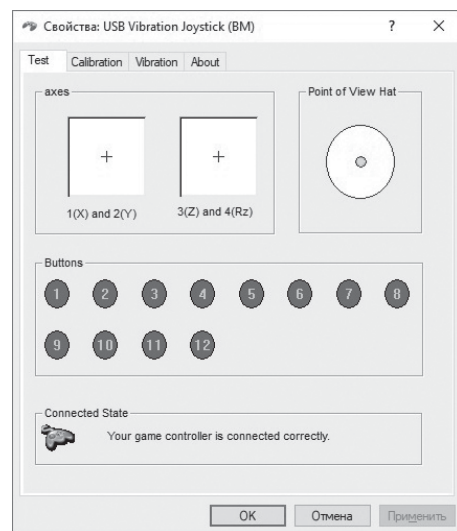 Свойства: USB Vibration Joystick (BM) ? ×
Test Calibration Vibration About
axes Point of View Hat
1(X) and 2(Y) 3(Z) and 4(Rz)
Buttons
1 2 3 4 5 6 7 8
9 10 11 12
Connected State
Your game controller is connected correctly.
OK Отмена Применить